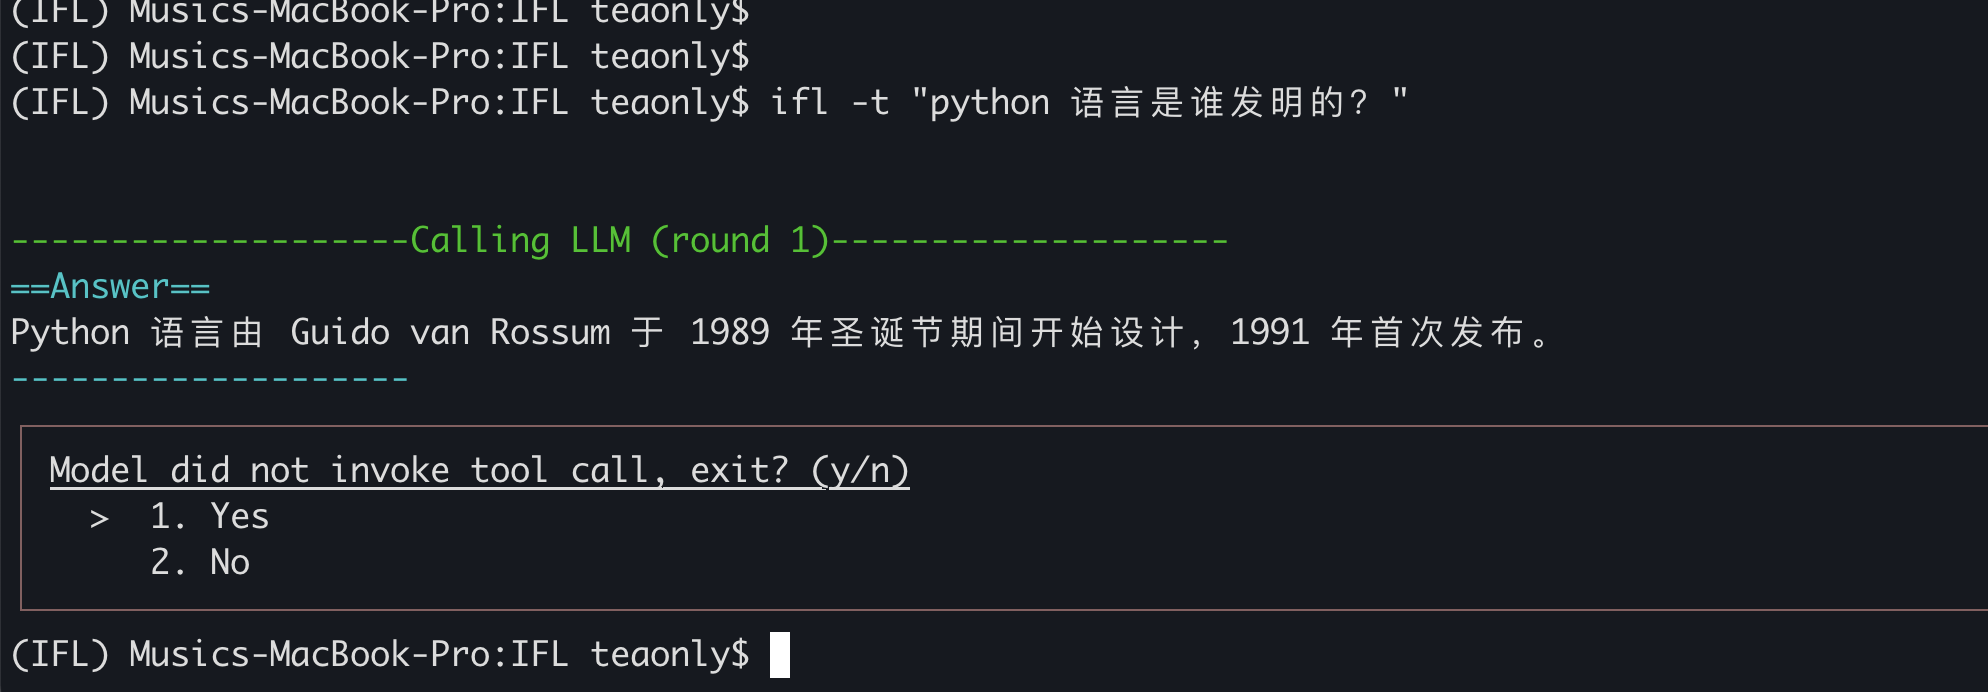 (IFL) Musics-MacBook-Pro:IFL teaonly$
(IFL) Musics-MacBook-Pro:IFL teaonly$
(IFL) Musics-MacBook-Pro:IFL teaonly$ ifl -t "python 语言是谁发明的？"
--------------------Calling LLM (round 1)--------------------
==Answer==
Python 语言由 Guido van Rossum 于 1989 年圣诞节期间开始设计，1991 年首次发布。
--------------------
Model did not invoke tool call, exit? (y/n)
> 1. Yes
2. No
(IFL) Musics-MacBook-Pro:IFL teaonly$